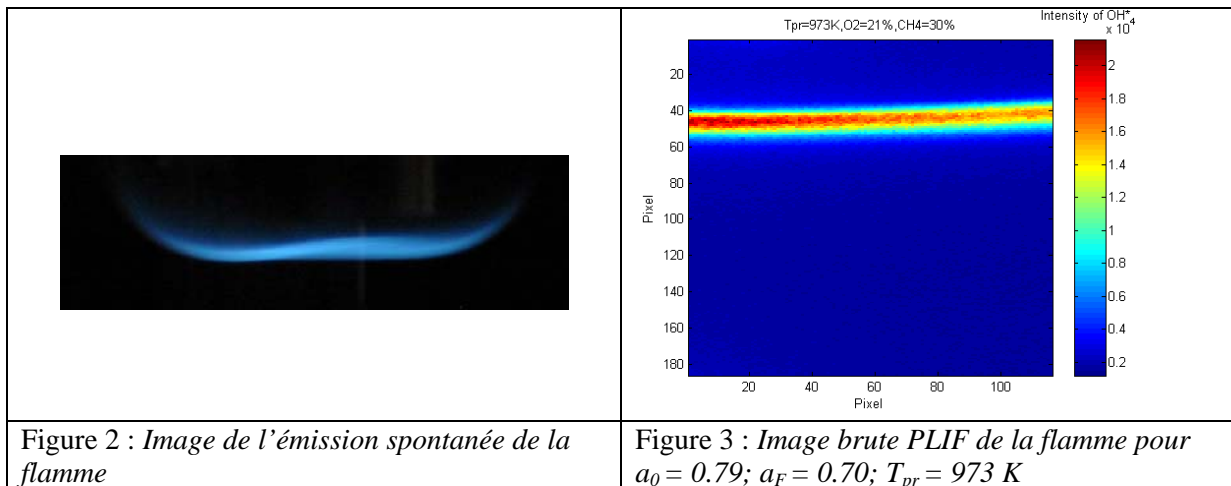 Tpr=973K,O2=21%,CH4=30%
Intensity of OH*
x 10^4
20
40
60
80
100
120
140
160
180
Pixel
20
40
60
80
100
Pixel
2
1.8
1.6
1.4
1.2
1
0.8
0.6
0.4
0.2
Figure 2 : Image de l’émission spontanée de la
flamme
Figure 3 : Image brute PLIF de la flamme pour
a0 = 0.79; aF = 0.70; Tpr = 973 K